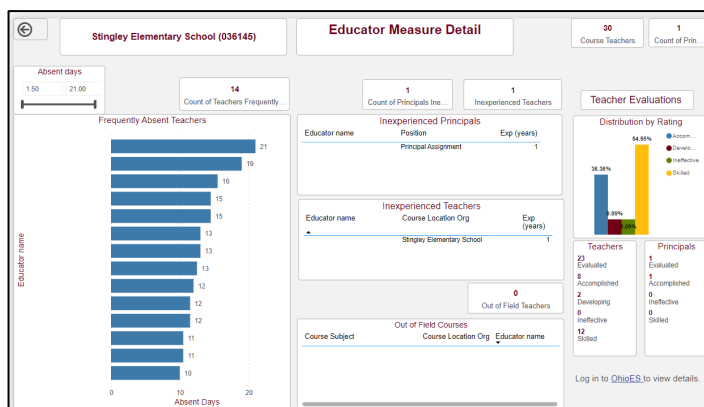 Stingley Elementary School (036145)
Educator Measure Detail
30
Course Teachers
1
Count of Prin...
Absent days
1.50
21.00
14
Count of Teachers Frequently...
1
Count of Principals Ine...
1
Inexperienced Teachers
Teacher Evaluations
Frequently Absent Teachers
Educator name
21
19
16
15
15
13
13
13
12
12
12
11
11
10
0
10
20
Absent Days
Inexperienced Principals
Educator name
Position
Exp (years)
Principal Assignment
1
Inexperienced Teachers
Educator name
Course Location Org
Exp
(years)
Stingley Elementary School
1
0
Out of Field Teachers
Out of Field Courses
Course Subject
Course Location Org
Educator name
Distribution by Rating
36.36%
9.09%
9.09%
54.55%
Accom...
Develo...
Ineffective
Skilled
Teachers
23
Evaluated
8
Accomplished
2
Developing
0
Ineffective
12
Skilled
Principals
1
Evaluated
1
Accomplished
0
Ineffective
0
Skilled
Log in to OhioES to view details.